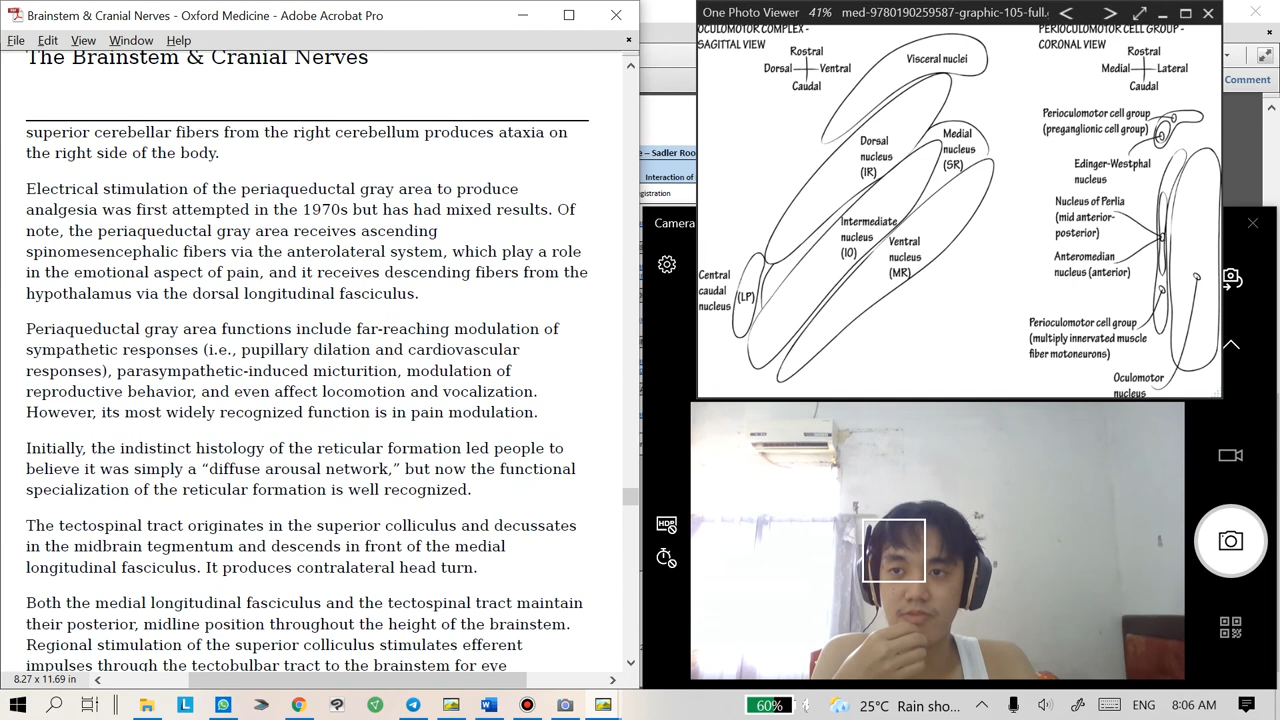 Brainstem & Cranial Nerves - Oxford Medicine - Adobe Acrobat Pro
File Edit View Window Help
The Brainstem & Cranial Nerves
superior cerebellar fibers from the right cerebellum produces ataxia on
the right side of the body.
Electrical stimulation of the periaqueductal gray area to produce
analgesia was first attempted in the 1970s but has had mixed results. Of
note, the periaqueductal gray area receives ascending
spinomesencephalic fibers via the anterolateral system, which play a role
in the emotional aspect of pain, and it receives descending fibers from the
hypothalamus via the dorsal longitudinal fasciculus.
Periaqueductal gray area functions include far-reaching modulation of
sympathetic responses (i.e., pupillary dilation and cardiovascular
responses), parasympathetic-induced micturition, modulation of
reproductive behavior, and even affect locomotion and vocalization.
However, its most widely recognized function is in pain modulation.
Initially, the indistinct histology of the reticular formation led people to
believe it was simply a “diffuse arousal network,” but now the functional
specialization of the reticular formation is well recognized.
The tectospinal tract originates in the superior colliculus and decussates
in the midbrain tegmentum and descends in front of the medial
longitudinal fasciculus. It produces contralateral head turn.
Both the medial longitudinal fasciculus and the tectospinal tract maintain
their posterior, midline position throughout the height of the brainstem.
Regional stimulation of the superior colliculus stimulates efferent
impulses through the tectobulbar tract to the brainstem for eye
8.27 x 11.69 in
e – Sadler Roo
Interaction of
gistration
One Photo Viewer 41% med-9780190259587-graphic-105-full.
OCULOMOTOR COMPLEX -
SAGITTAL VIEW
Rostral
Dorsal Ventral
Caudal
Visceral nuclei
Dorsal
nucleus
(IR)
Medial
nucleus
(SR)
Intermediate
nucleus
(IO)
Ventral
nucleus
(MR)
Central
caudal
nucleus
(LP)
PERIOCULOMOTOR CELL GROUP -
CORONAL VIEW
Rostral
Medial Lateral
Caudal
Perioculomotor cell group
(preganglionic cell group)
Edinger-Westphal
nucleus
Nucleus of Perlia
(mid anterior-
posterior)
Anteromedian
nucleus (anterior)
Perioculomotor cell group
(multiply innervated muscle
fiber motoneurons)
Oculomotor
nucleus
Comment
Camera
HDR
60%
25°C Rain sho...
ENG
8:06 AM